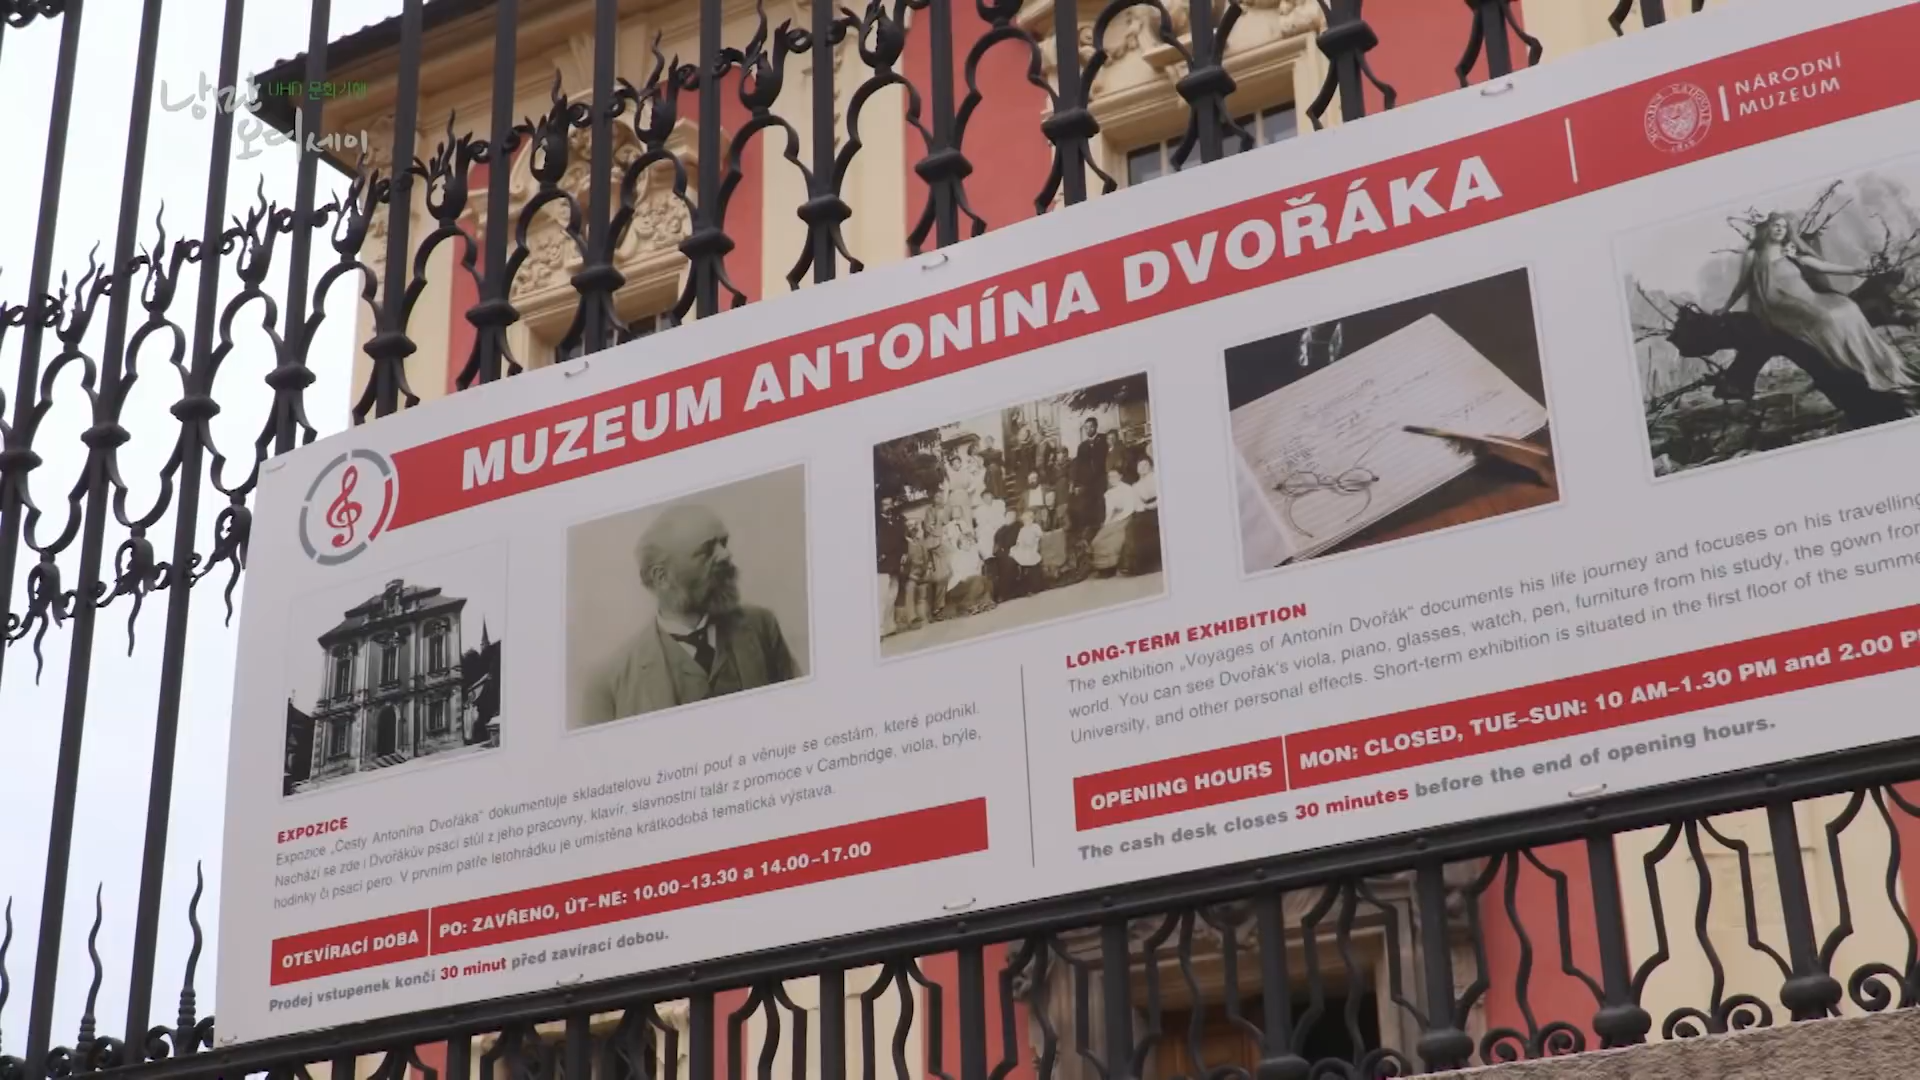 낭만
UHD 문화기행
오디세이
NÁRODNÍ
MUZEUM
MUZEUM ANTONÍNA DVOŘÁKA
EXPOZICE
Expozice „Cesty Antonína Dvořáka“ dokumentuje skladatelovu životní pouť a věnuje se cestám, které podnikl.
Nachází se zde i Dvořákův psací stůl z jeho pracovny, klavír, slavnostní talár z promoce v Cambridge, viola, brýle,
hodinky či psací pero. V prvním patře letohrádku je umístěna krátkodobá tematická výstava.
OTEVÍRACÍ DOBA
PO: ZAVŘENO, ÚT–NE: 10.00–13.30 a 14.00–17.00
Prodej vstupenek končí 30 minut před zavírací dobou.
LONG-TERM EXHIBITION
The exhibition „Voyages of Antonín Dvořák“ documents his life journey and focuses on his travelling
world. You can see Dvořák's viola, piano, glasses, watch, pen, furniture from his study, the gown from
University, and other personal effects. Short-term exhibition is situated in the first floor of the summe
OPENING HOURS
MON: CLOSED, TUE–SUN: 10 AM–1.30 PM and 2.00 P
The cash desk closes 30 minutes before the end of opening hours.